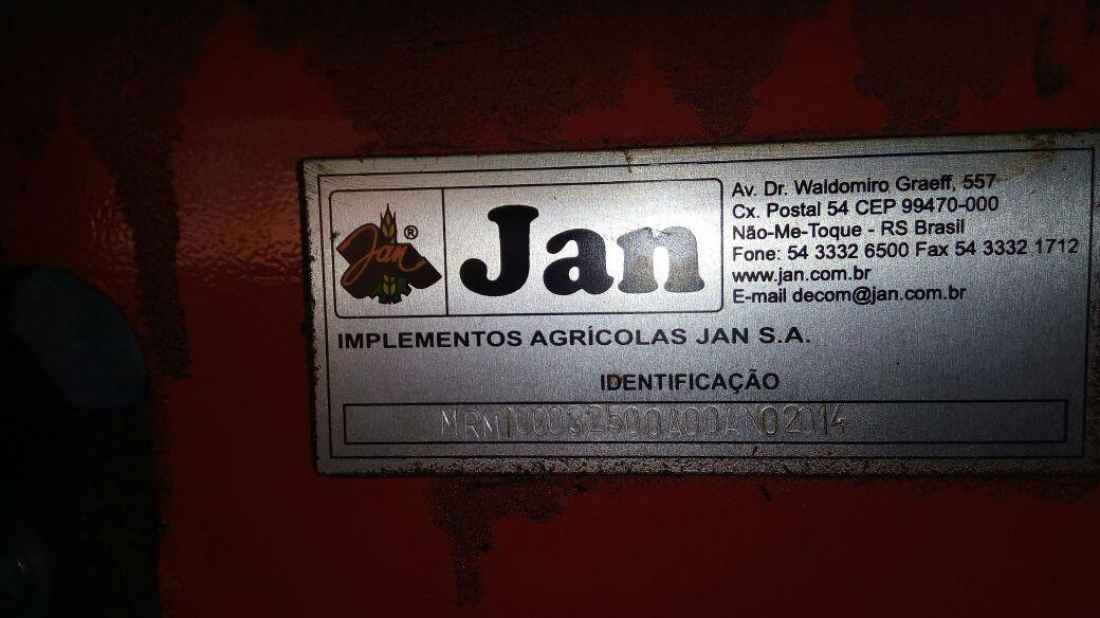 Jan ®
Jan
Av. Dr. Waldomiro Graeff, 557
Cx. Postal 54 CEP 99470-000
Não-Me-Toque - RS Brasil
Fone: 54 3332 6500 Fax 54 3332 1712
www.jan.com.br
E-mail decom@jan.com.br
IMPLEMENTOS AGRÍCOLAS JAN S.A.
IDENTIFICAÇÃO